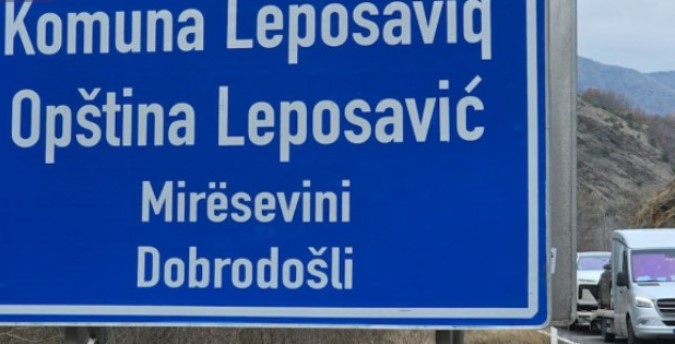 Komuna Leposaviq
Opština Leposavić
Mirësevini
Dobrodošli